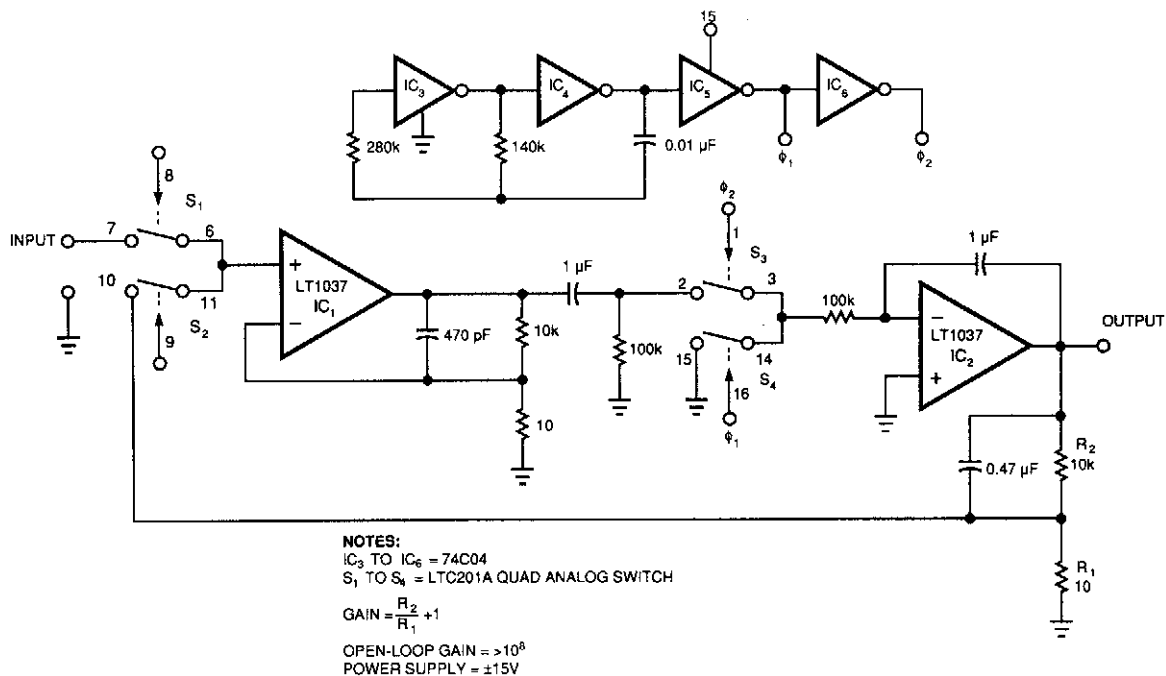 15
IC3
IC4
IC5
IC6
280k
140k
0.01 µF
ϕ1
ϕ2
8
S1
INPUT
7
6
10
11
S2
9
+
−
LT1037
IC1
470 pF
10k
10
1 µF
100k
ϕ2
1
S3
2
3
15
14
S4
16
ϕ1
100k
1 µF
−
+
LT1037
IC2
OUTPUT
0.47 µF
R2
10k
R1
10
NOTES:
IC3 TO IC6 = 74C04
S1 TO S4 = LTC201A QUAD ANALOG SWITCH
GAIN = R2/R1 +1
OPEN-LOOP GAIN = >10⁸
POWER SUPPLY = ±15V